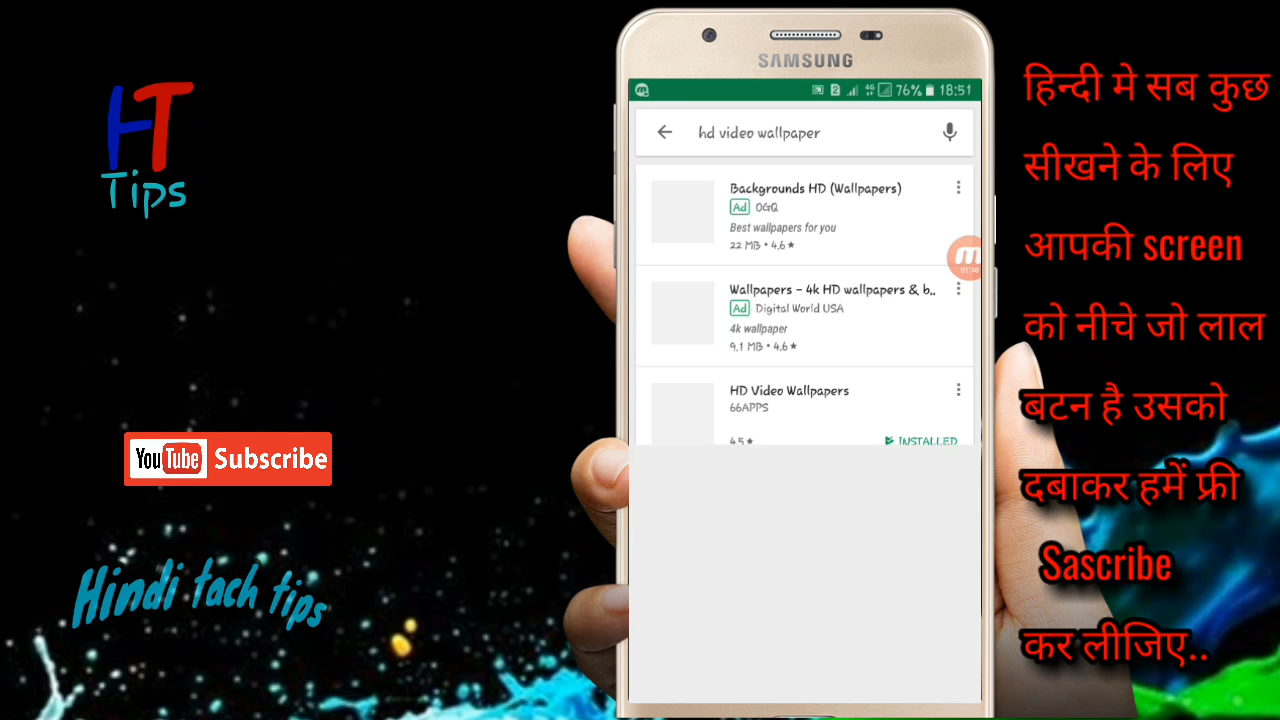 HT
Tips
YouTube Subscribe
Hindi tach tips
SAMSUNG
2 4G 76% 18:51
hd video wallpaper
Backgrounds HD (Wallpapers)
Ad OGQ
Best wallpapers for you
22 MB • 4.6 ★
Wallpapers – 4k HD wallpapers & b..
Ad Digital World USA
4k wallpaper
9.1 MB • 4.6 ★
HD Video Wallpapers
66APPS
4.5 ★ INSTALLED
हिन्दी मे सब कुछ
सीखने के लिए
आपकी screen
को नीचे जो लाल
बटन है उसको
दबाकर हमें फ्री
Sascribe
कर लीजिए..